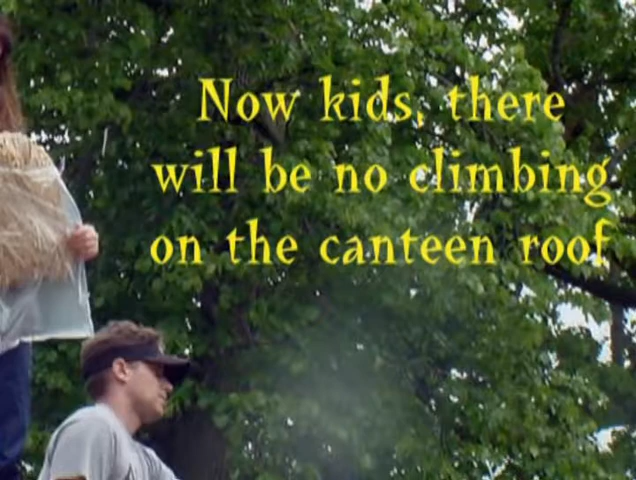 Now kids, there
will be no climbing
on the canteen roof